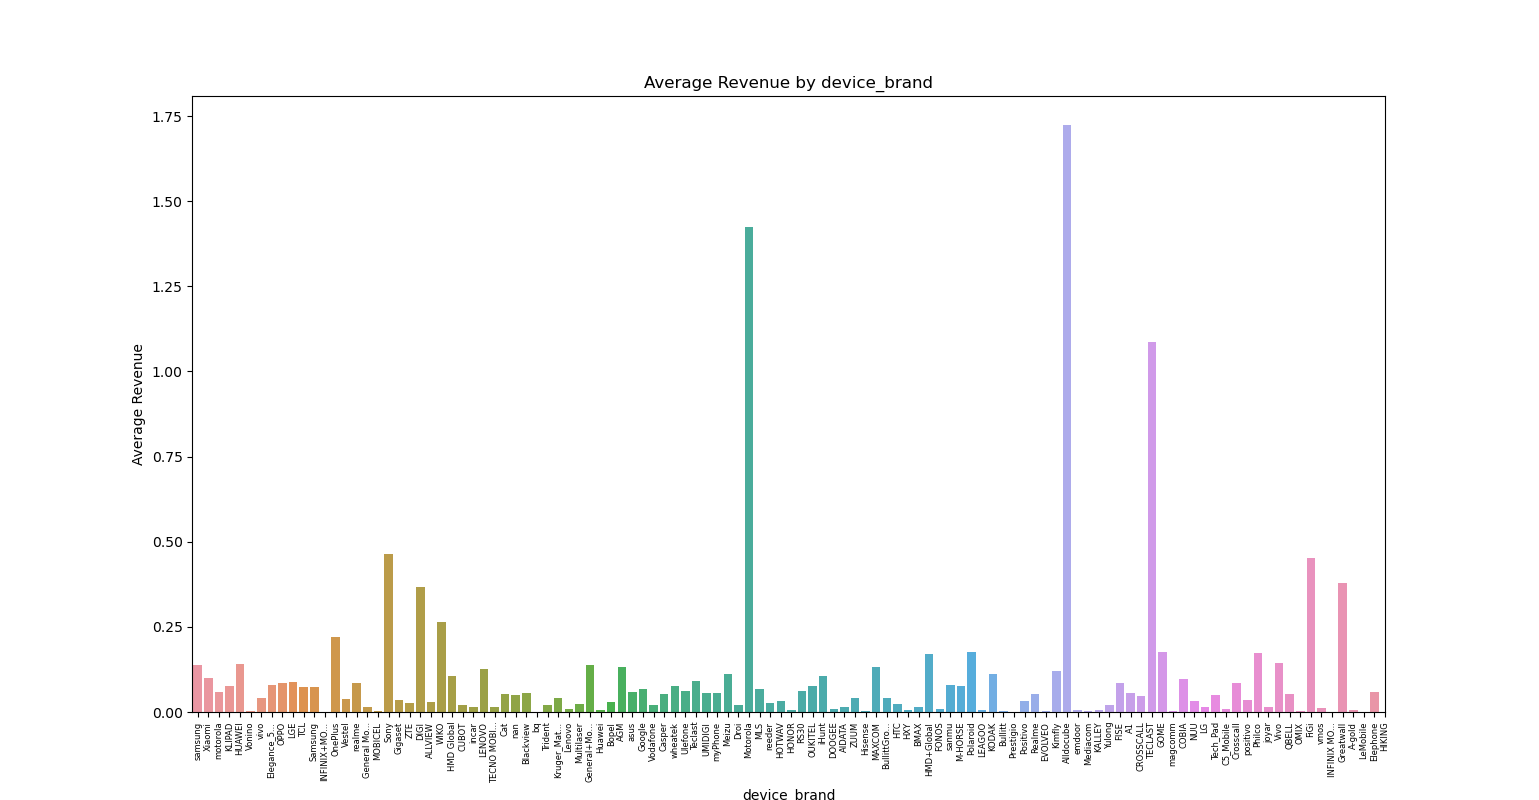 Average Revenue by device_brand
1.75
1.50
1.25
1.00
0.75
0.50
0.25
0.00
Average Revenue
samsung
Xiaomi
motorola
KLIPAD
HUAWEI
Vonino
vivo
Elegance_5...
OPPO
LGE
TCL
Samsung
INFINIX-MO...
OnePlus
Vestel
realme
General Mo...
MOBICEL
Sony
Gigaset
ZTE
DIGI
ALLVIEW
WIKO
HMD Global
CUBOT
incar
LENOVO
TECNO MOBI...
Cat
nan
Blackview
bq
Trident
Kruger_Mat...
Lenovo
Multilaser
General+Mo...
Huawei
Bopel
AGM
asus
Google
Vodafone
Casper
wheatek
Ulefone
Teclast
UMIDIGI
myPhone
Meizu
Droi
Motorola
MLS
reeder
HOTWAV
HONOR
RS30
OUKITEL
iHunt
DOOGEE
AIDATA
ZUUM
Hisense
MAXCOM
BullittGro...
HTC
HXY
BMAX
HMD+Global
FONOS
sanmu
M-HORSE
Polaroid
LEAGOO
KODAK
Bullitt
Prestigio
Positivo
Realme
EVOLVEO
Kimfly
Alldocube
emdoor
Mediacom
KALLEY
Yulong
FISE
A1
CROSSCALL
TECLAST
GOME
magcomm
COBIA
NUU
LG
Tech_Pad
C5_Mobile
Crosscall
positivo
Philco
joyar
Vivo
QBELL
OMIX
FiGi
vmos
INFINIX MO...
Greatwall
A-gold
LeMobile
Elephone
HIKING
device_brand